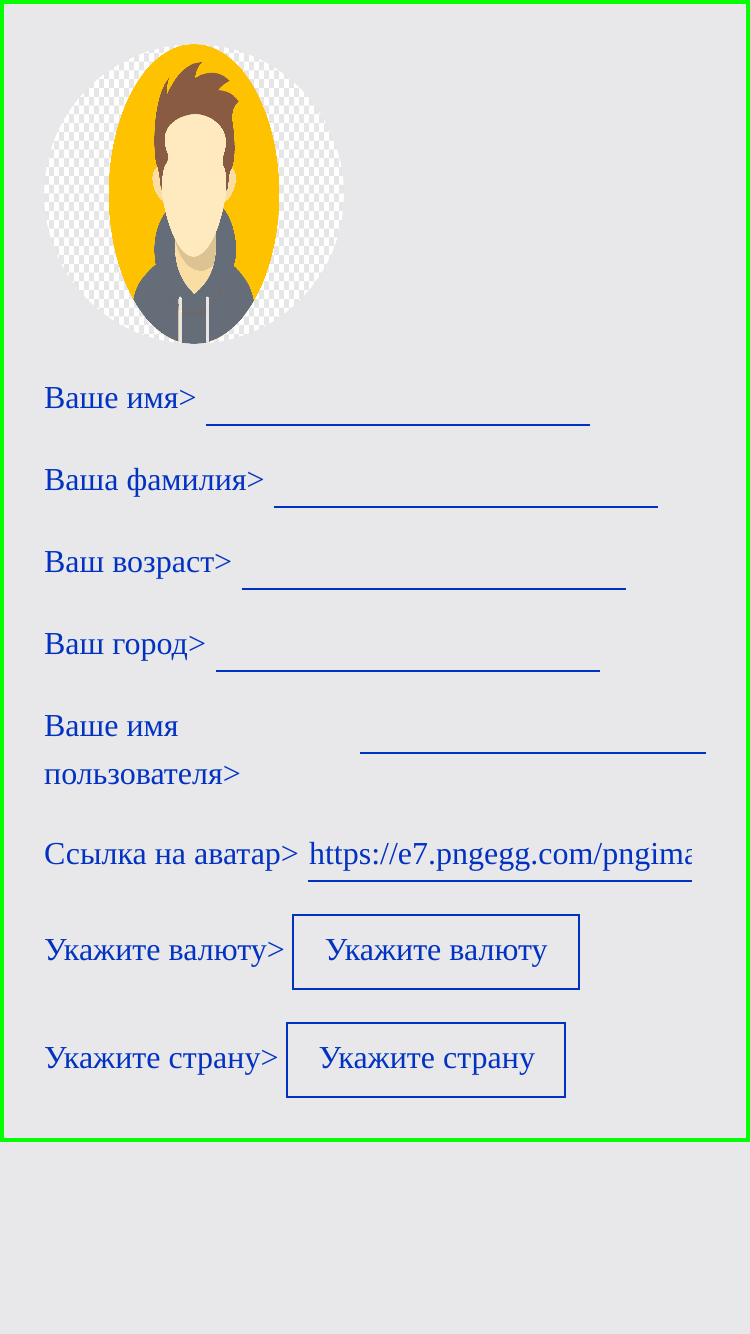 Ваше имя>
Ваша фамилия>
Ваш возраст>
Ваш город>
Ваше имя
пользователя>
Ссылка на аватар> https://e7.pngegg.com/pngima
Укажите валюту> Укажите валюту
Укажите страну> Укажите страну